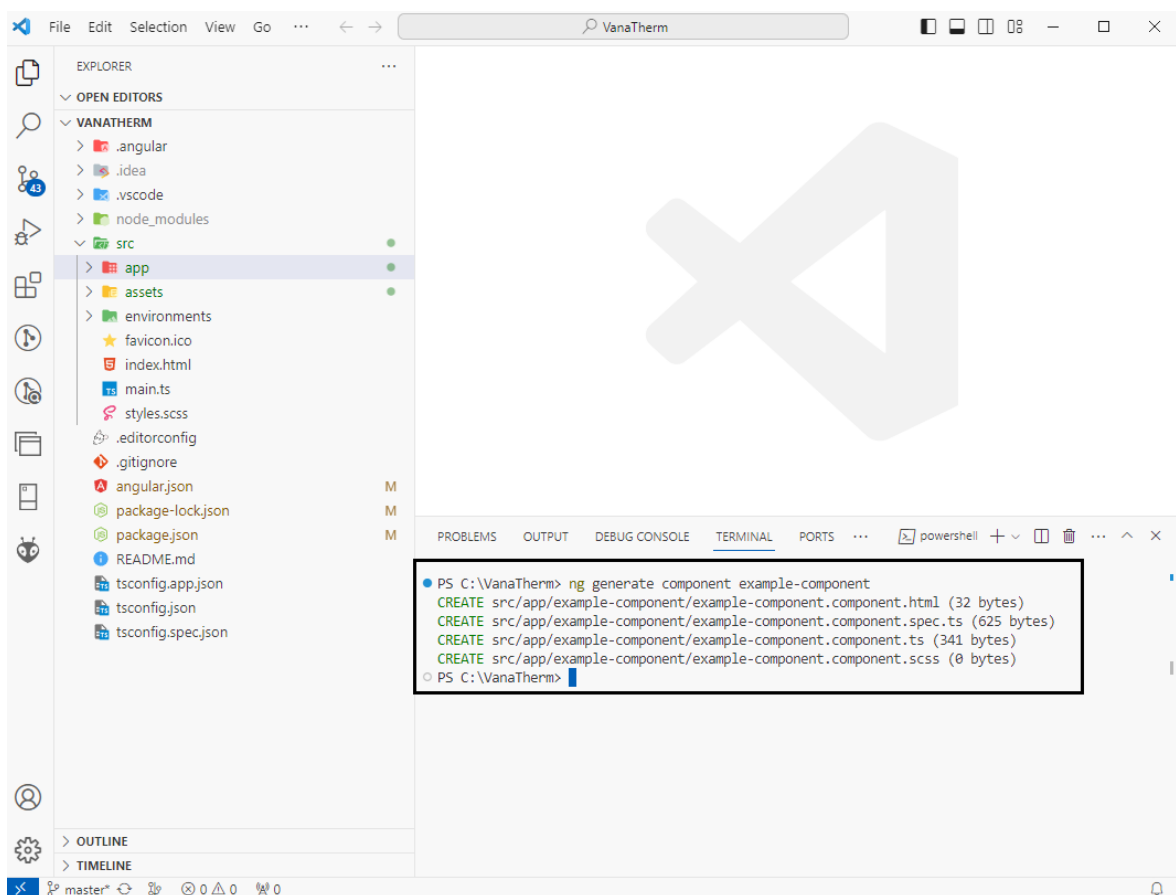 File Edit Selection View Go ··· VanaTherm
EXPLORER ···
OPEN EDITORS
VANATHERM
.angular
.idea
.vscode
node_modules
src
app
assets
environments
favicon.ico
index.html
TS main.ts
styles.scss
.editorconfig
.gitignore
angular.json M
package-lock.json M
package.json M
README.md
tsconfig.app.json
tsconfig.json
tsconfig.spec.json
43
OUTLINE
TIMELINE
PROBLEMS OUTPUT DEBUG CONSOLE TERMINAL PORTS ··· powershell ···
PS C:\VanaTherm> ng generate component example-component
CREATE src/app/example-component/example-component.component.html (32 bytes)
CREATE src/app/example-component/example-component.component.spec.ts (625 bytes)
CREATE src/app/example-component/example-component.component.ts (341 bytes)
CREATE src/app/example-component/example-component.component.scss (0 bytes)
PS C:\VanaTherm>
master* 0 0 0